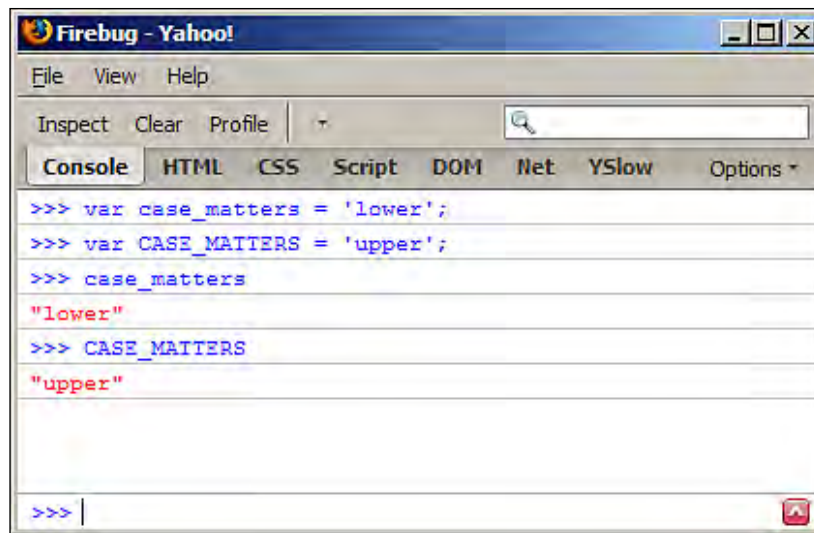 Firebug - Yahoo!
File View Help
Inspect Clear Profile
Console HTML CSS Script DOM Net YSlow Options
>>> var case_matters = 'lower';
>>> var CASE_MATTERS = 'upper';
>>> case_matters
"lower"
>>> CASE_MATTERS
"upper"
>>>